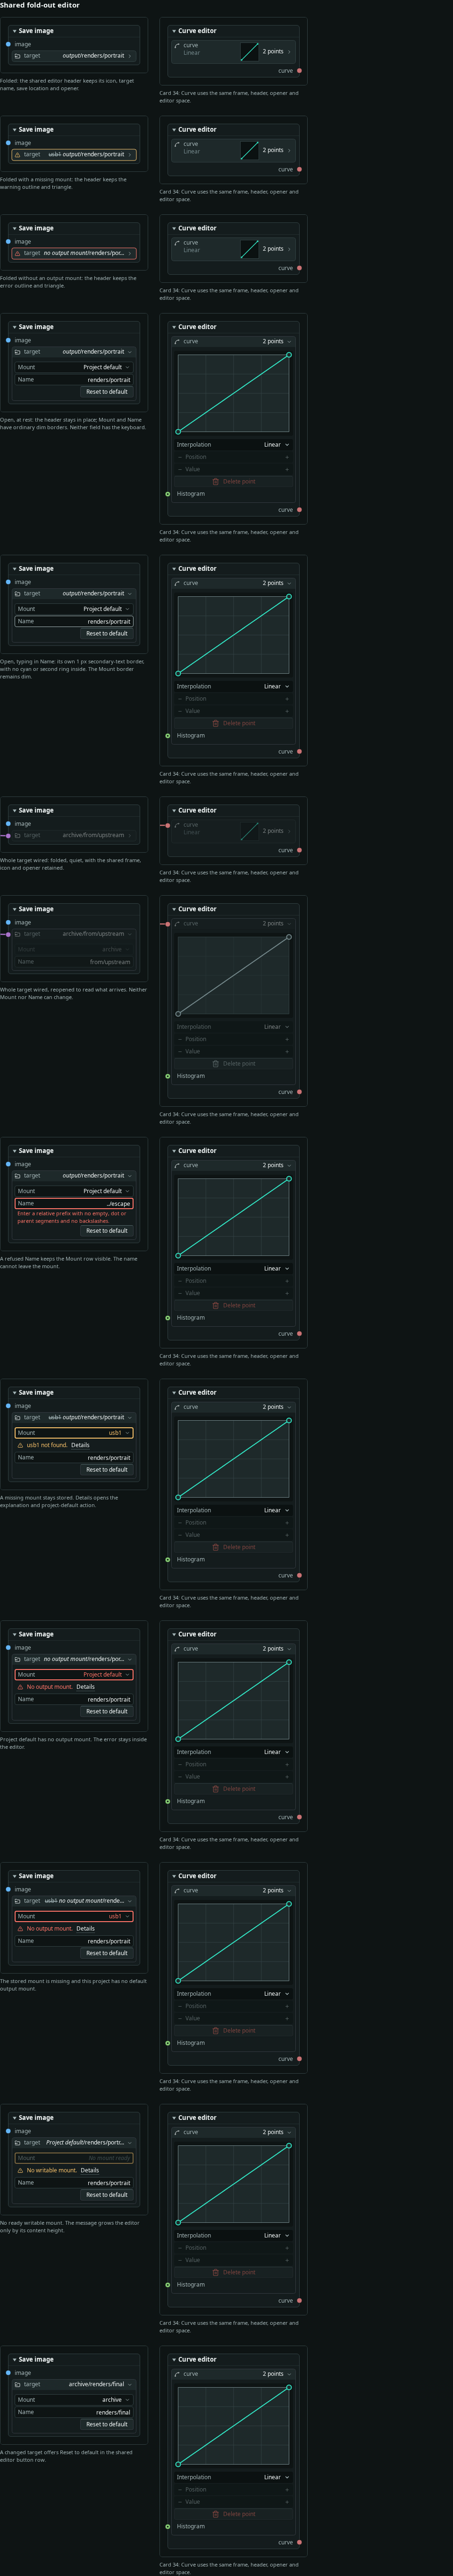 Shared fold-out editor
Save image
image
target output/renders/portrait
Folded: the shared editor header keeps its icon, target
name, save location and opener.
Curve editor
curve
Linear
2 points
curve
Card 34: Curve uses the same frame, header, opener and
editor space.
Save image
image
target usb1 output/renders/portrait
Folded with a missing mount: the header keeps the
warning outline and triangle.
Curve editor
curve
Linear
2 points
curve
Card 34: Curve uses the same frame, header, opener and
editor space.
Save image
image
target no output mount/renders/por...
Folded without an output mount: the header keeps the
error outline and triangle.
Curve editor
curve
Linear
2 points
curve
Card 34: Curve uses the same frame, header, opener and
editor space.
Save image
image
target output/renders/portrait
Mount Project default
Name renders/portrait
Reset to default
Open, at rest: the header stays in place; Mount and Name
have ordinary dim borders. Neither field has the keyboard.
Curve editor
curve 2 points
Interpolation Linear
– Position +
– Value +
Delete point
Histogram
curve
Card 34: Curve uses the same frame, header, opener and
editor space.
Save image
image
target output/renders/portrait
Mount Project default
Name renders/portrait
Reset to default
Open, typing in Name: its own 1 px secondary-text border,
with no cyan or second ring inside. The Mount border
remains dim.
Curve editor
curve 2 points
Interpolation Linear
– Position +
– Value +
Delete point
Histogram
curve
Card 34: Curve uses the same frame, header, opener and
editor space.
Save image
image
target archive/from/upstream
Whole target wired: folded, quiet, with the shared frame,
icon and opener retained.
Curve editor
curve
Linear
2 points
curve
Card 34: Curve uses the same frame, header, opener and
editor space.
Save image
image
target archive/from/upstream
Mount archive
Name from/upstream
Whole target wired, reopened to read what arrives. Neither
Mount nor Name can change.
Curve editor
curve 2 points
Interpolation Linear
– Position +
– Value +
Delete point
Histogram
curve
Card 34: Curve uses the same frame, header, opener and
editor space.
Save image
image
target output/renders/portrait
Mount Project default
Name ../escape
Enter a relative prefix with no empty, dot or
parent segments and no backslashes.
Reset to default
A refused Name keeps the Mount row visible. The name
cannot leave the mount.
Curve editor
curve 2 points
Interpolation Linear
– Position +
– Value +
Delete point
Histogram
curve
Card 34: Curve uses the same frame, header, opener and
editor space.
Save image
image
target usb1 output/renders/portrait
Mount usb1
usb1 not found. Details
Name renders/portrait
Reset to default
A missing mount stays stored. Details opens the
explanation and project default action.
Curve editor
curve 2 points
Interpolation Linear
– Position +
– Value +
Delete point
Histogram
curve
Card 34: Curve uses the same frame, header, opener and
editor space.
Save image
image
target no output mount/renders/por...
Mount Project default
No output mount. Details
Name renders/portrait
Reset to default
Project default has no output mount. The error stays inside
the editor.
Curve editor
curve 2 points
Interpolation Linear
– Position +
– Value +
Delete point
Histogram
curve
Card 34: Curve uses the same frame, header, opener and
editor space.
Save image
image
target usb1 no output mount/rende...
Mount usb1
No output mount. Details
Name renders/portrait
Reset to default
The stored mount is missing and this project has no default
output mount.
Curve editor
curve 2 points
Interpolation Linear
– Position +
– Value +
Delete point
Histogram
curve
Card 34: Curve uses the same frame, header, opener and
editor space.
Save image
image
target Project default/renders/portr...
Mount No mount ready
No writable mount. Details
Name renders/portrait
Reset to default
No ready writable mount. The message grows the editor
only by its content height.
Curve editor
curve 2 points
Interpolation Linear
– Position +
– Value +
Delete point
Histogram
curve
Card 34: Curve uses the same frame, header, opener and
editor space.
Save image
image
target archive/renders/final
Mount archive
Name renders/final
Reset to default
A changed target offers Reset to default in the shared
editor button row.
Curve editor
curve 2 points
Interpolation Linear
– Position +
– Value +
Delete point
Histogram
curve
Card 34: Curve uses the same frame, header, opener and
editor space.